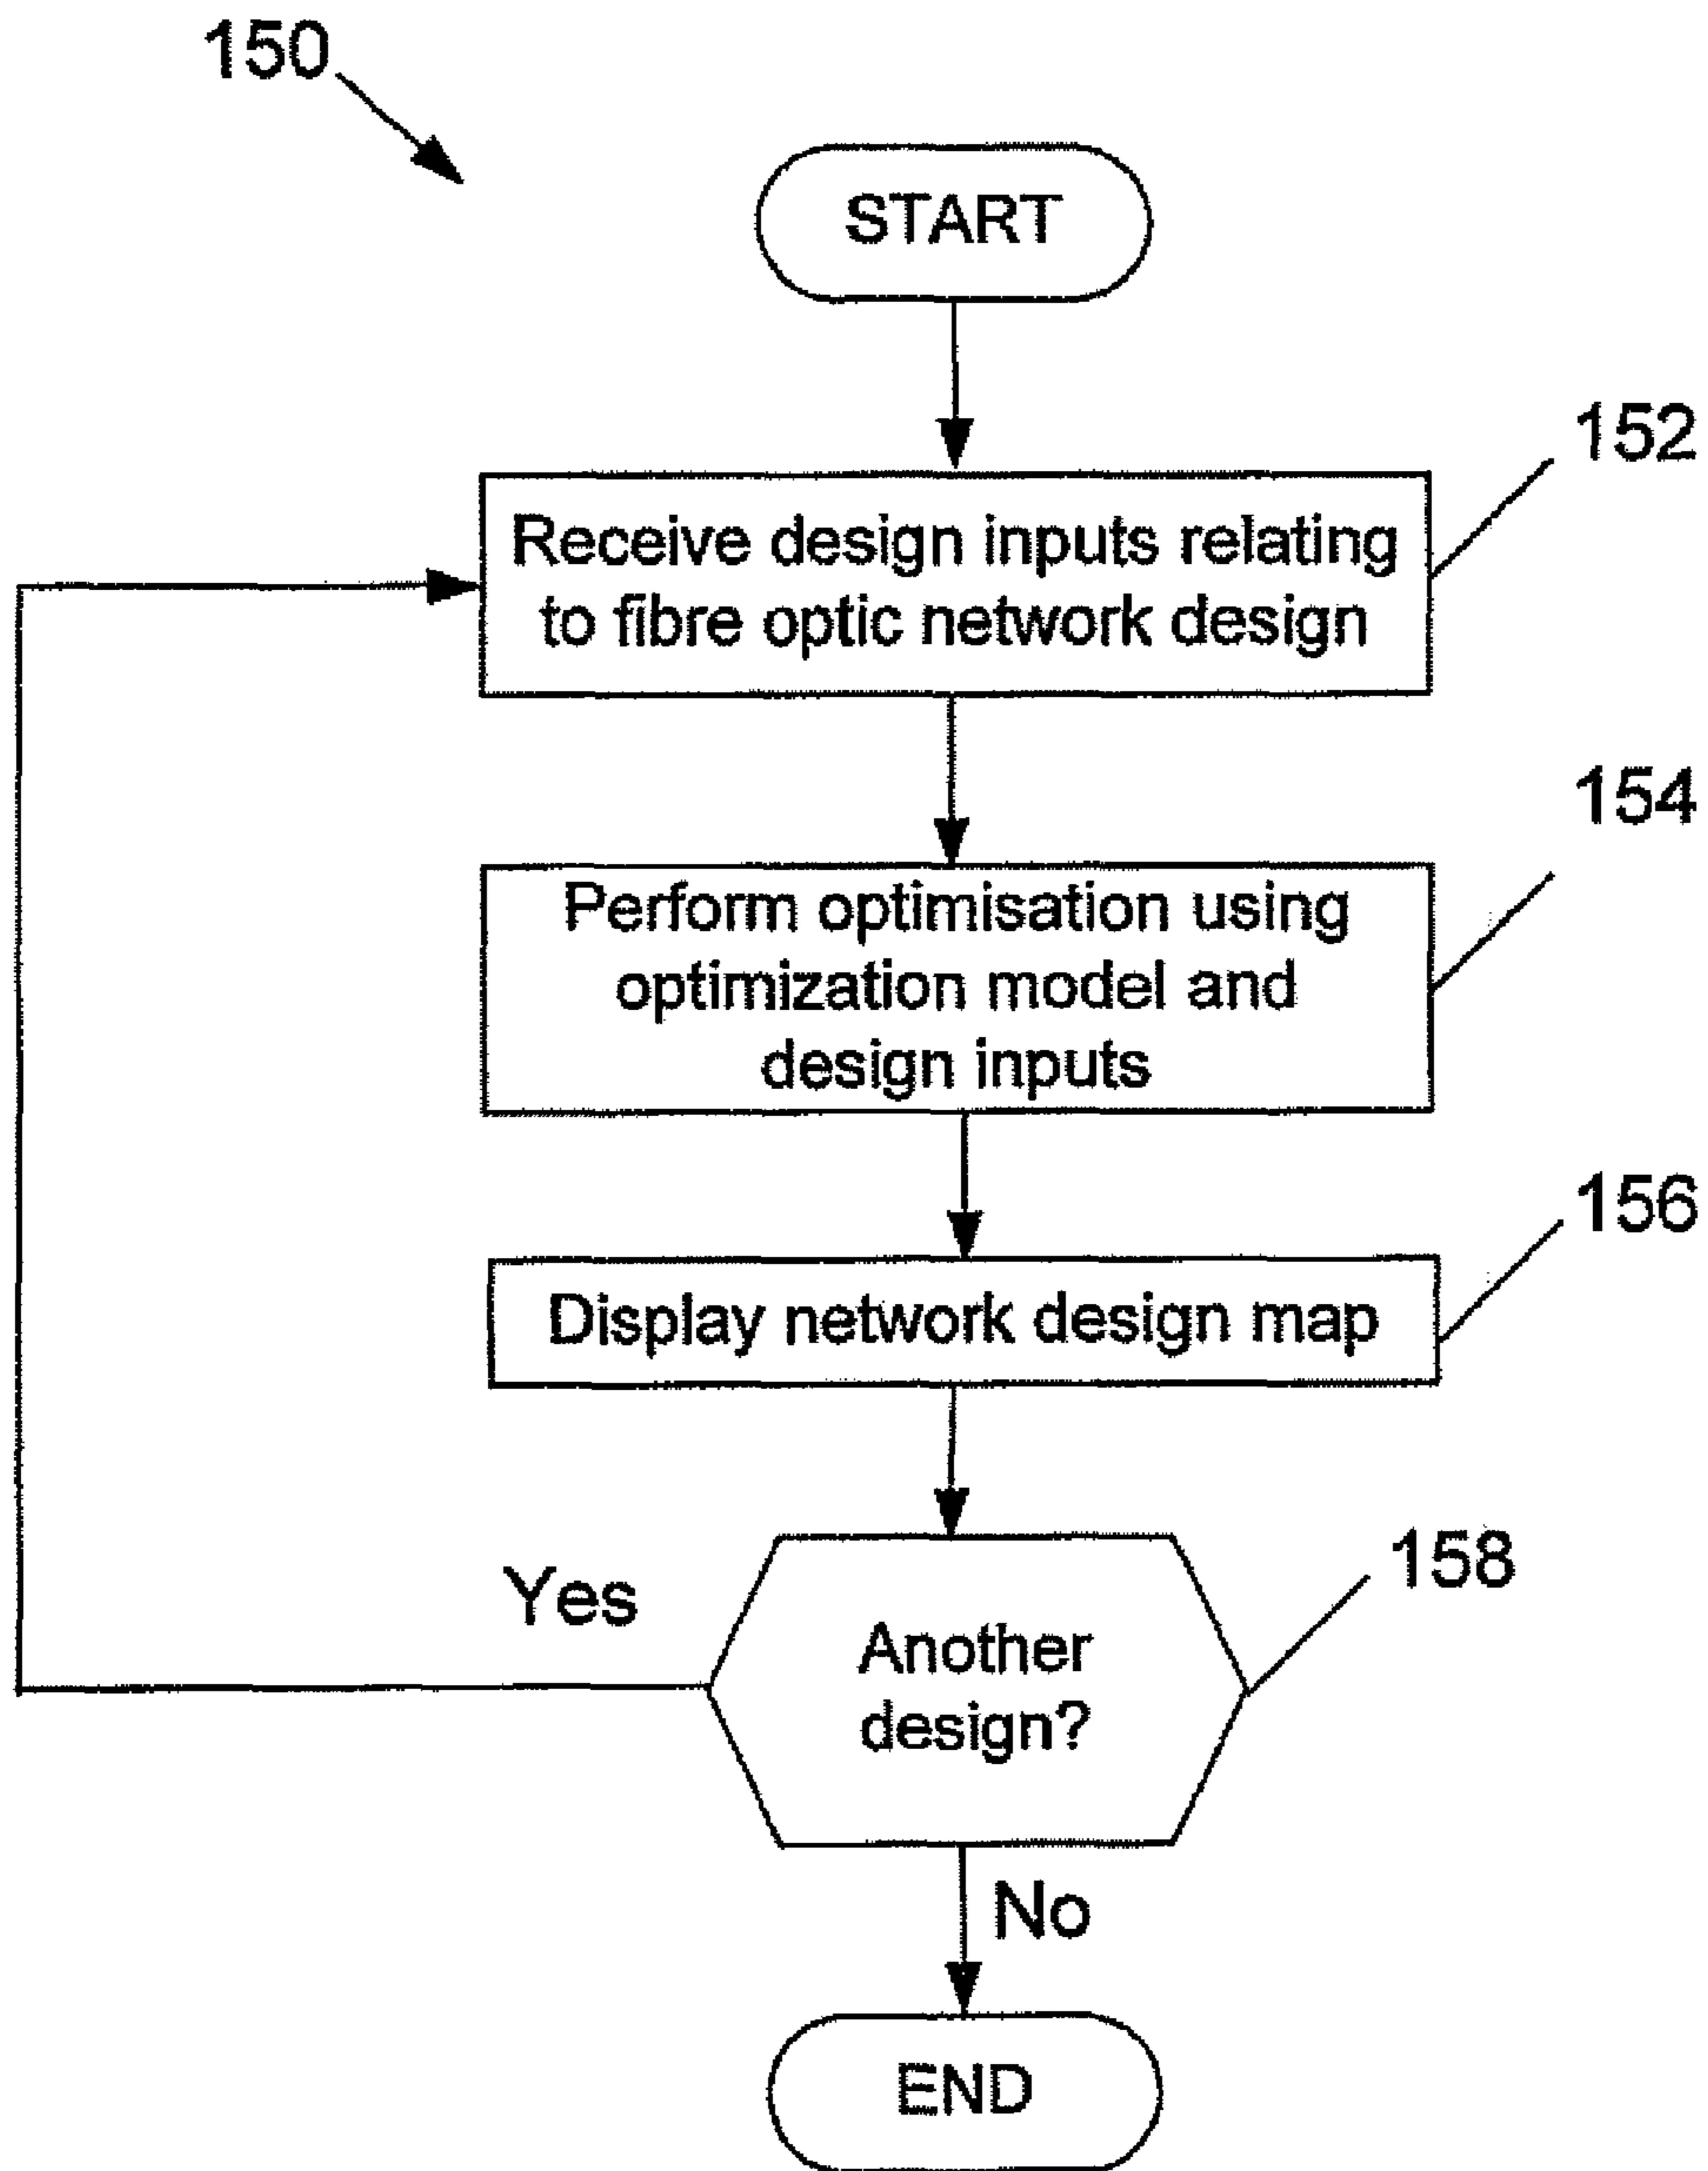 150
START
152
Receive design inputs relating
to fibre optic network design
154
Perform optimisation using
optimization model and
design inputs
156
Display network design map
158
Yes
Another
design?
No
END